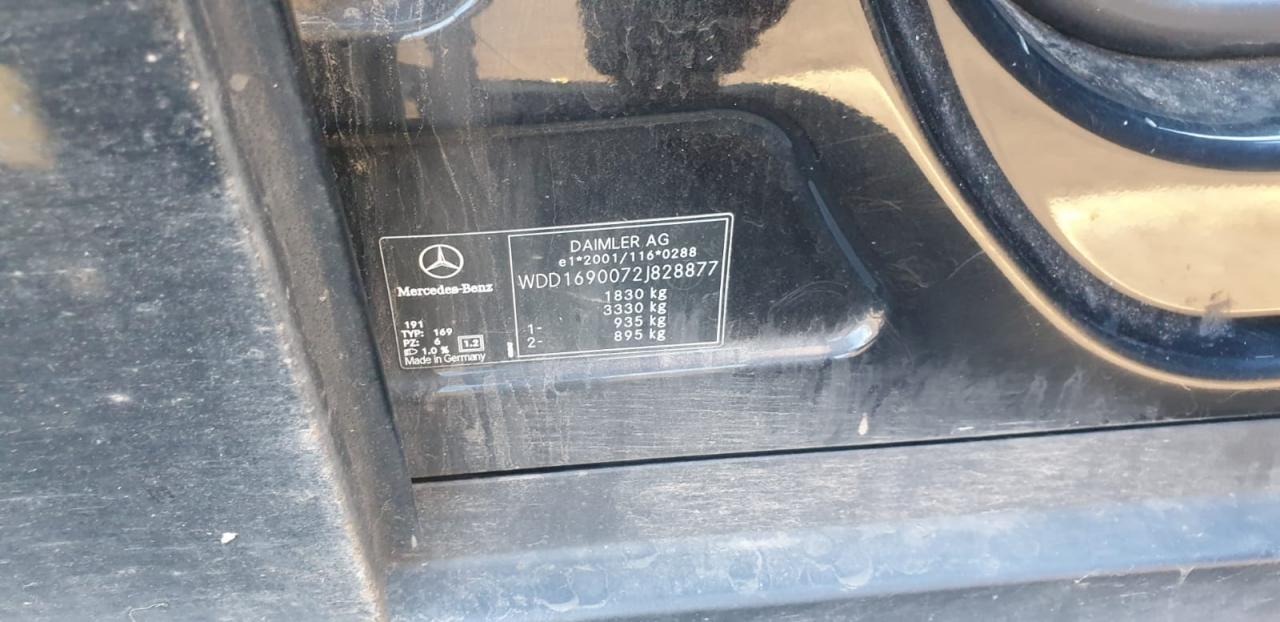 Mercedes-Benz
191
TYP: 169
PZ: 6
1.0 % 1.2
Made in Germany
DAIMLER AG
e1*2001/116*0288
WDD1690072J828877
1830 kg
3330 kg
1- 935 kg
2- 895 kg